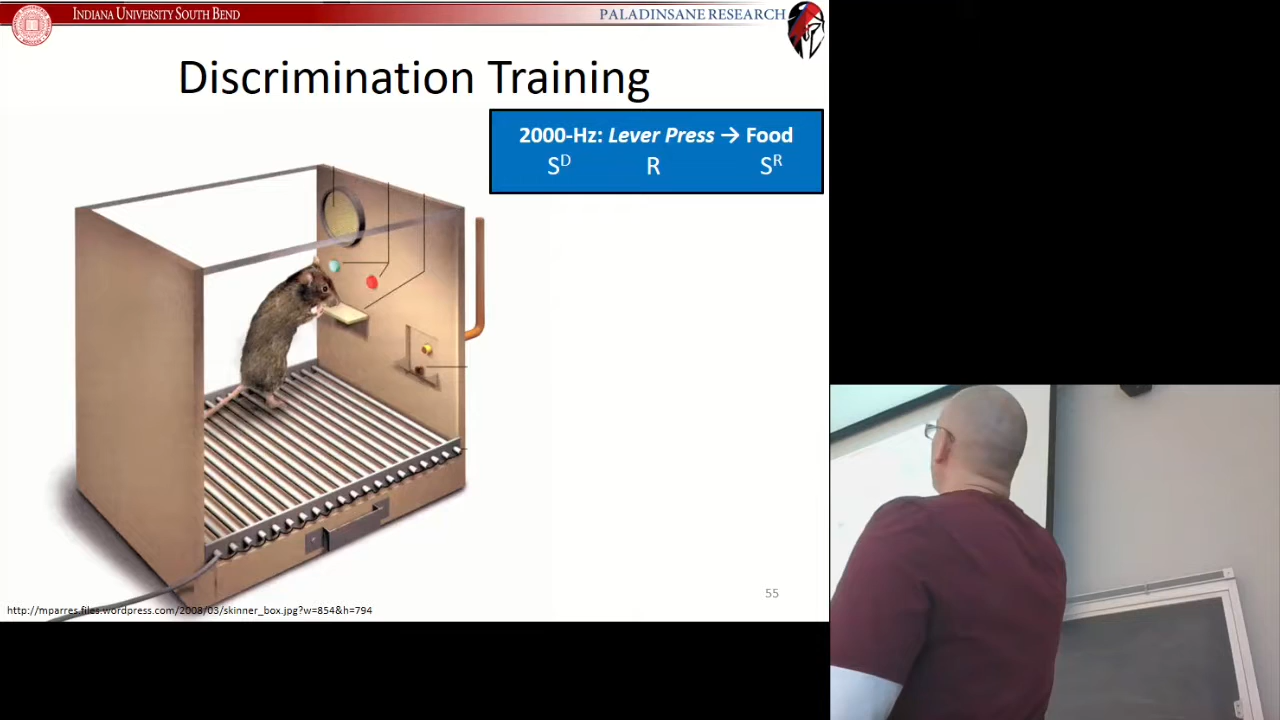 INDIANA UNIVERSITY SOUTH BEND
PALADINSANE RESEARCH
Discrimination Training
2000-Hz: Lever Press → Food
S^D R S^R
http://mparres.files.wordpress.com/2008/03/skinner_box.jpg?w=854&h=794
55